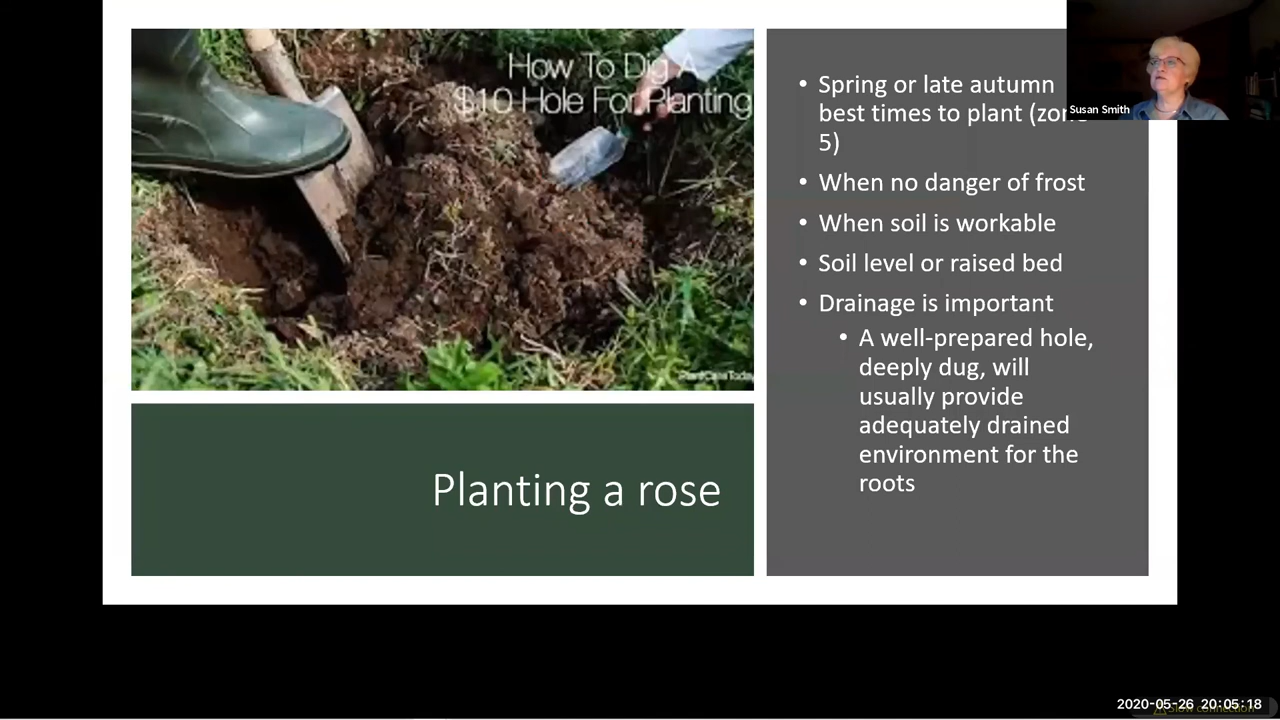 How To Dig A
$10 Hole For Planting
PlantCareToday
Planting a rose
• Spring or late autumn
best times to plant (zone
5)
• When no danger of frost
• When soil is workable
• Soil level or raised bed
• Drainage is important
• A well-prepared hole,
deeply dug, will
usually provide
adequately drained
environment for the
roots
Susan Smith
2020-05-26 20:05:18
Slow connection